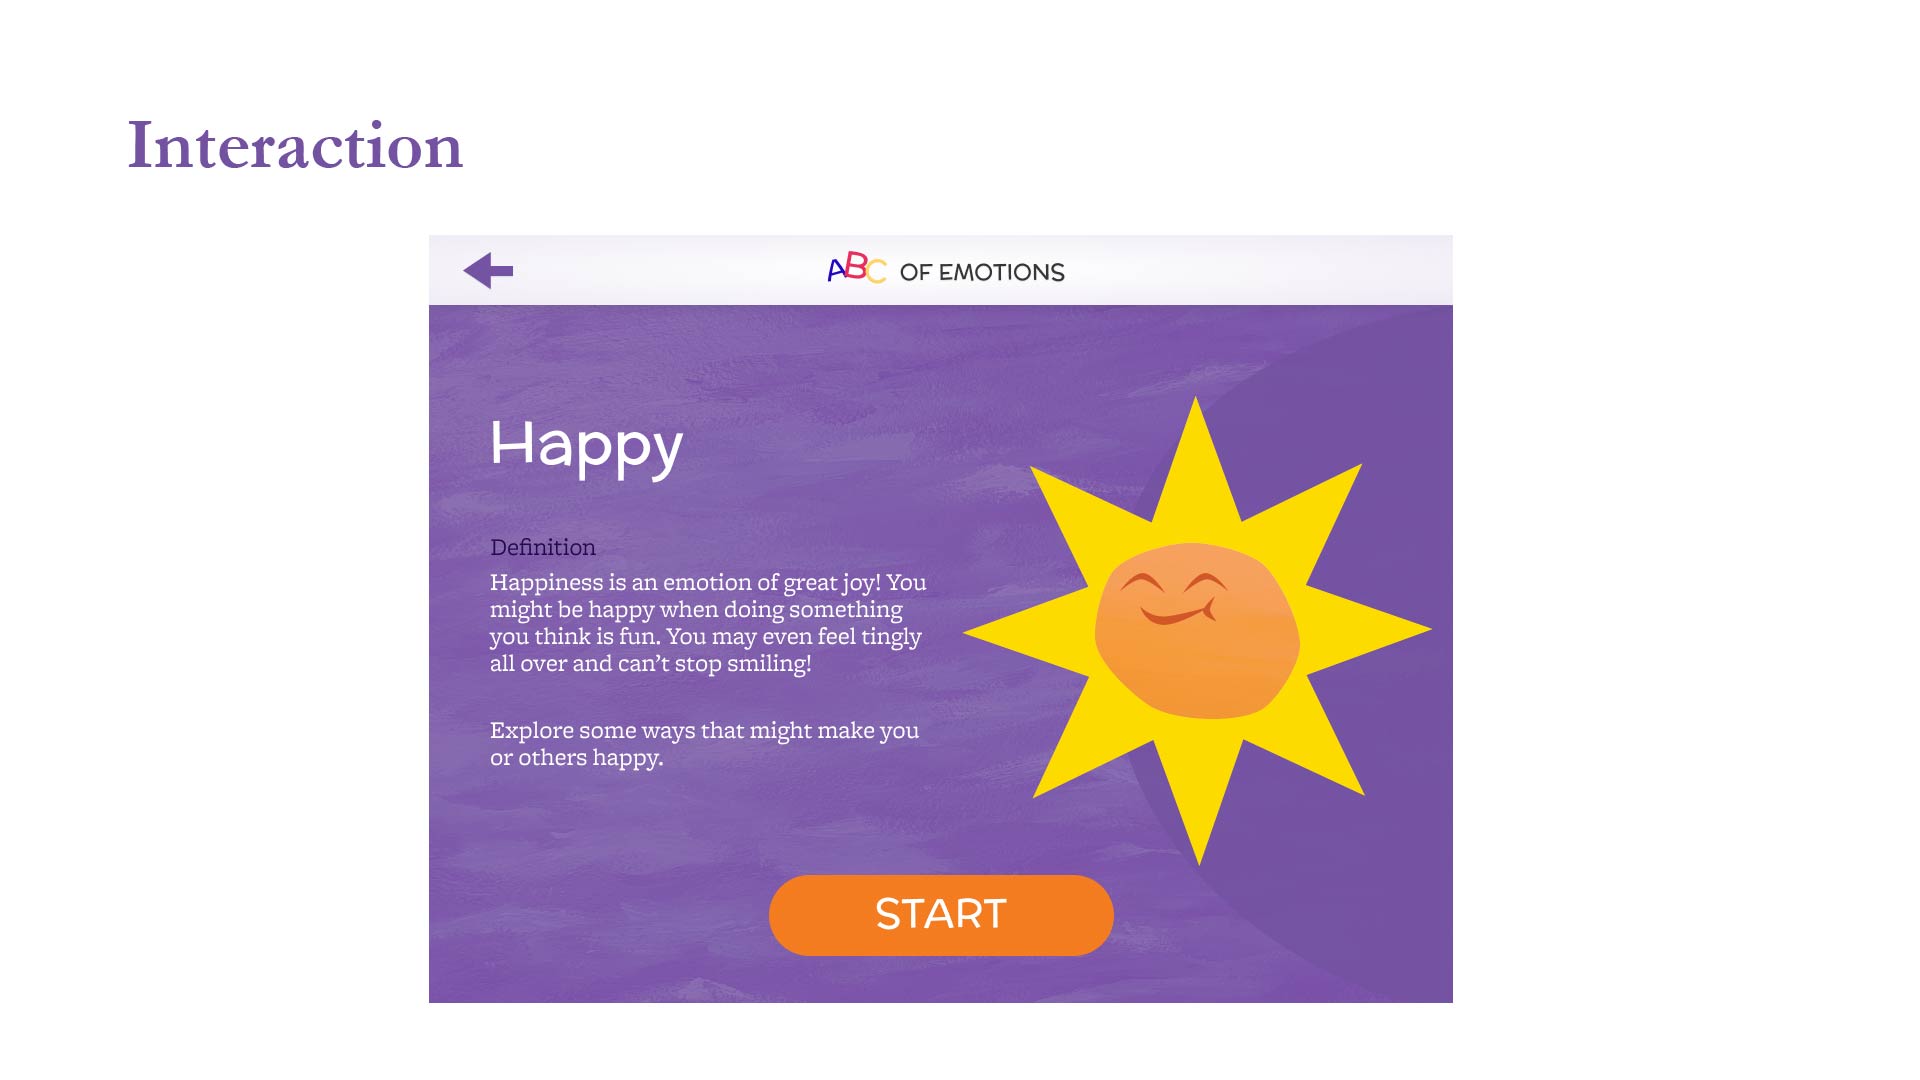 Interaction
ABC OF EMOTIONS
Happy
Definition
Happiness is an emotion of great joy! You
might be happy when doing something
you think is fun. You may even feel tingly
all over and can’t stop smiling!
Explore some ways that might make you
or others happy.
START